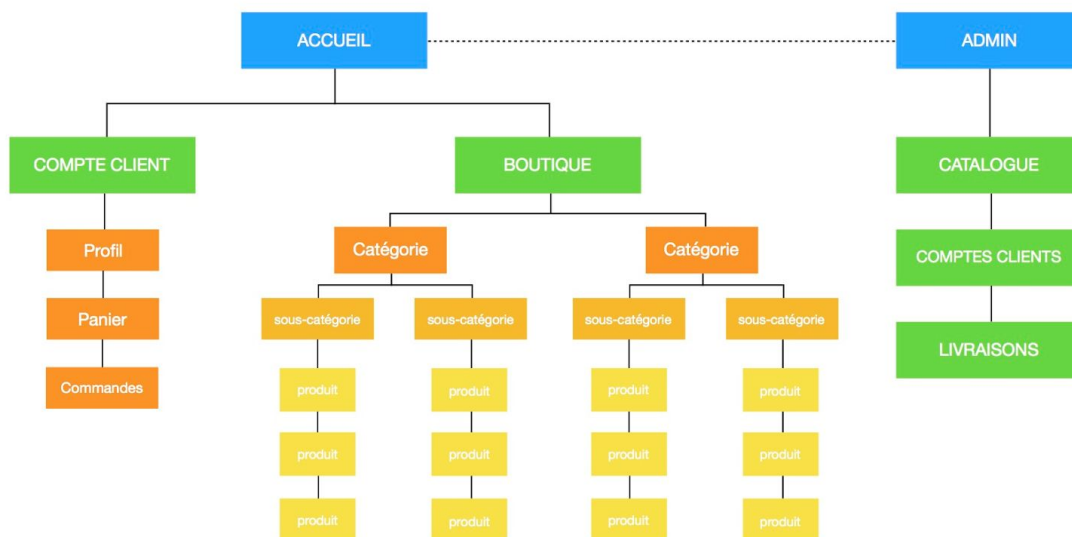 ACCUEIL
ADMIN
COMPTE CLIENT
BOUTIQUE
CATALOGUE
Profil
Catégorie
Catégorie
COMPTES CLIENTS
Panier
sous-catégorie
sous-catégorie
sous-catégorie
sous-catégorie
LIVRAISONS
Commandes
produit
produit
produit
produit
produit
produit
produit
produit
produit
produit
produit
produit